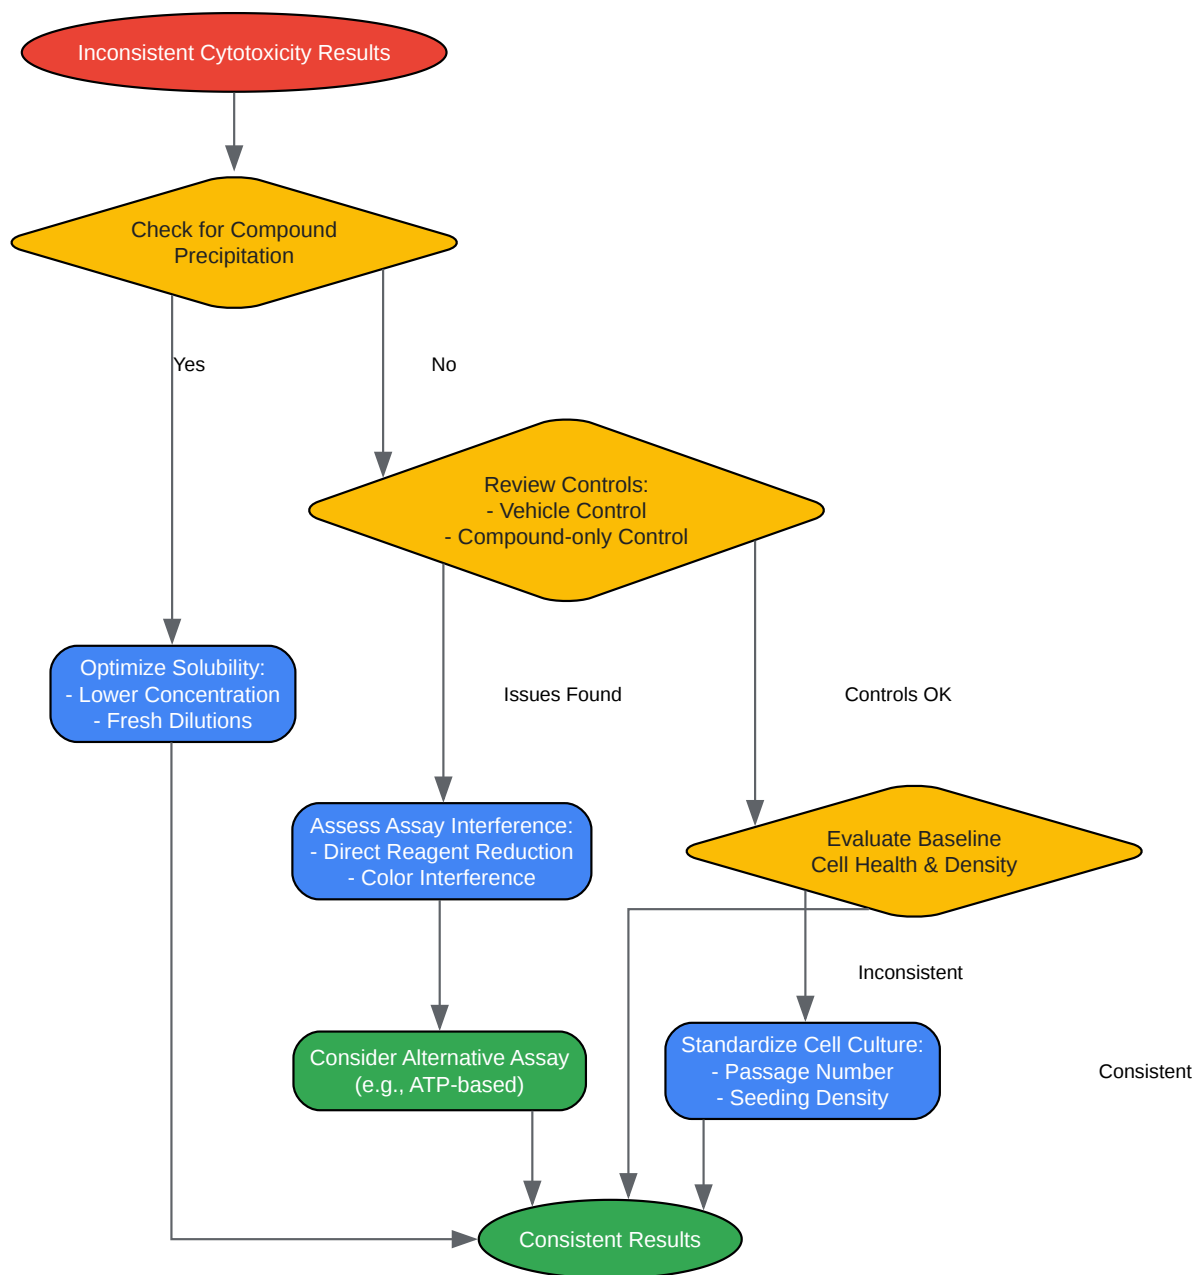 Inconsistent Cytotoxicity Results
Check for Compound
Precipitation
Yes
No
Review Controls:
- Vehicle Control
- Compound-only Control
Optimize Solubility:
- Lower Concentration
- Fresh Dilutions
Issues Found
Controls OK
Assess Assay Interference:
- Direct Reagent Reduction
- Color Interference
Evaluate Baseline
Cell Health & Density
Inconsistent
Consider Alternative Assay
(e.g., ATP-based)
Standardize Cell Culture:
- Passage Number
- Seeding Density
Consistent
Consistent Results